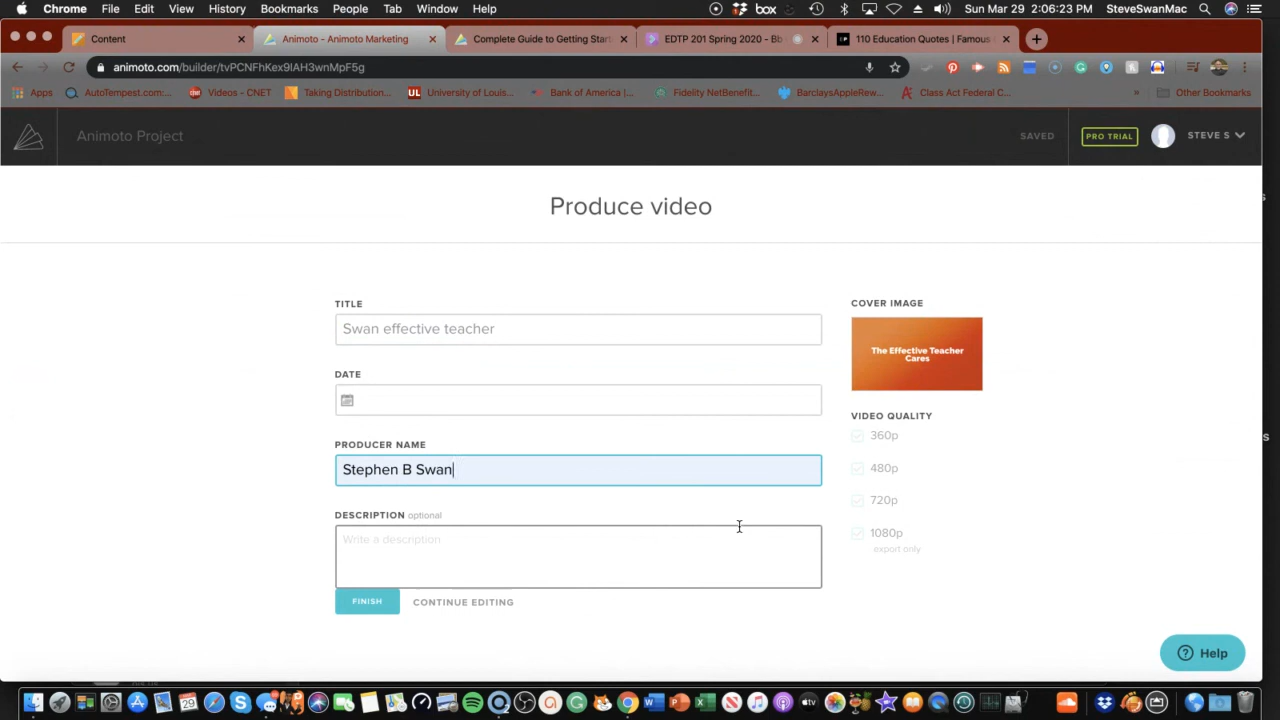 Chrome File Edit View History Bookmarks People Tab Window Help box Sun Mar 29 2:06:23 PM SteveSwanMac
Content Animoto - Animoto Marketing Complete Guide to Getting Start EDTP 201 Spring 2020 - Bb 110 Education Quotes | Famous
animoto.com/builder/tvPCNFhKex9IAH3wnMpF5g
Apps AutoTempest.com:... Videos - CNET Taking Distribution... UL University of Louis... Bank of America |... Fidelity NetBenefit... BarclaysAppleRew... Class Act Federal C... » Other Bookmarks
Animoto Project SAVED PRO TRIAL STEVE S
Produce video
TITLE
Swan effective teacher
DATE
PRODUCER NAME
Stephen B Swan
DESCRIPTION optional
Write a description
FINISH CONTINUE EDITING
COVER IMAGE
The Effective Teacher
Cares
VIDEO QUALITY
360p
480p
720p
1080p
export only
Help